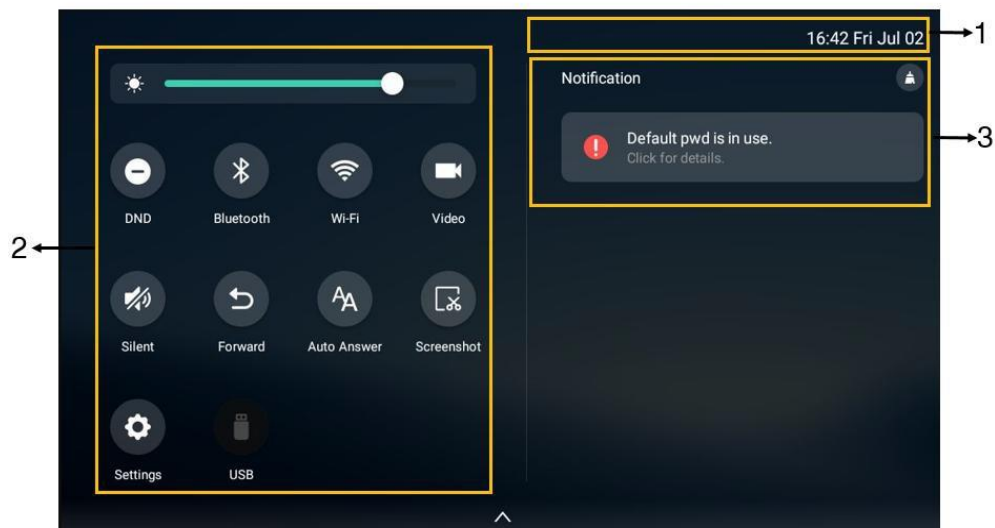 16:42 Fri Jul 02
1
Notification
Default pwd is in use.
Click for details.
3
2
DND Bluetooth Wi-Fi Video
Silent Forward Auto Answer Screenshot
Settings USB